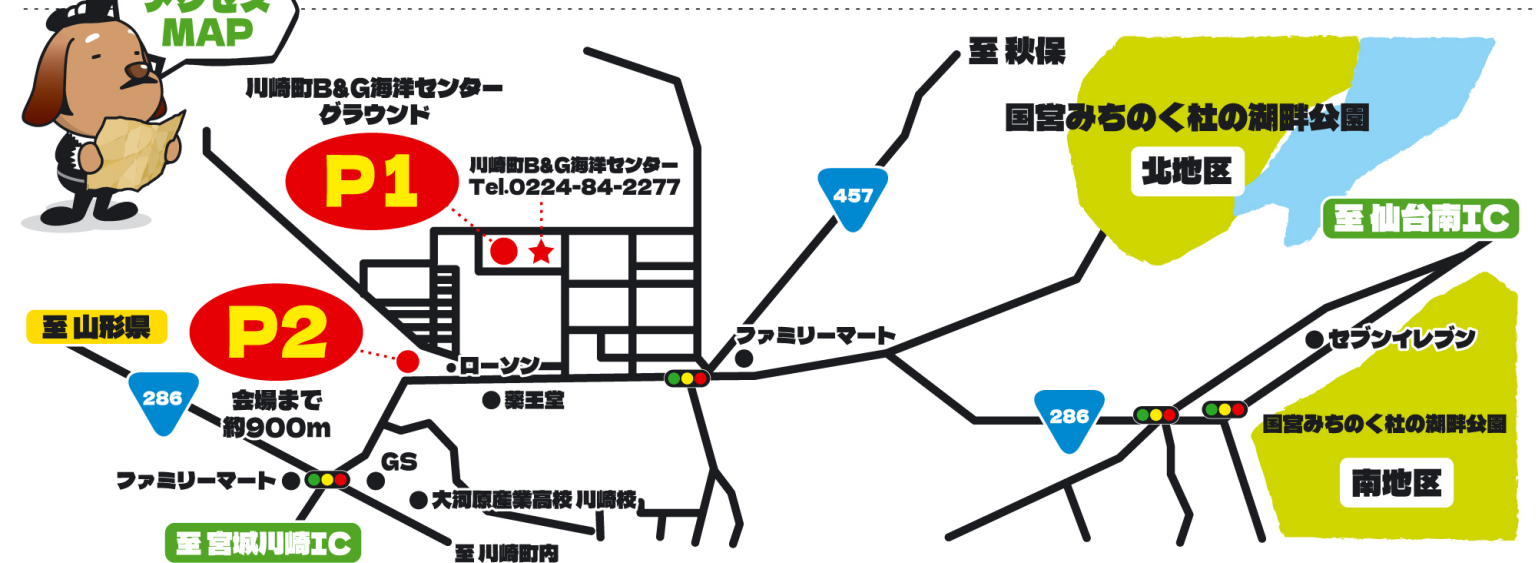 アクセス
MAP
川崎町B&G海洋センター
グラウンド
P1
川崎町B&G海洋センター
Tel.0224-84-2277
至 秋保
国営みちのく杜の湖畔公園
北地区
457
至 仙台南IC
至 山形県
P2
会場まで
約900m
286
ローソン
薬王堂
ファミリーマート
セブンイレブン
286
国営みちのく杜の湖畔公園
南地区
ファミリーマート
GS
大河原産業高校 川崎校
至 宮城川崎IC
至 川崎町内